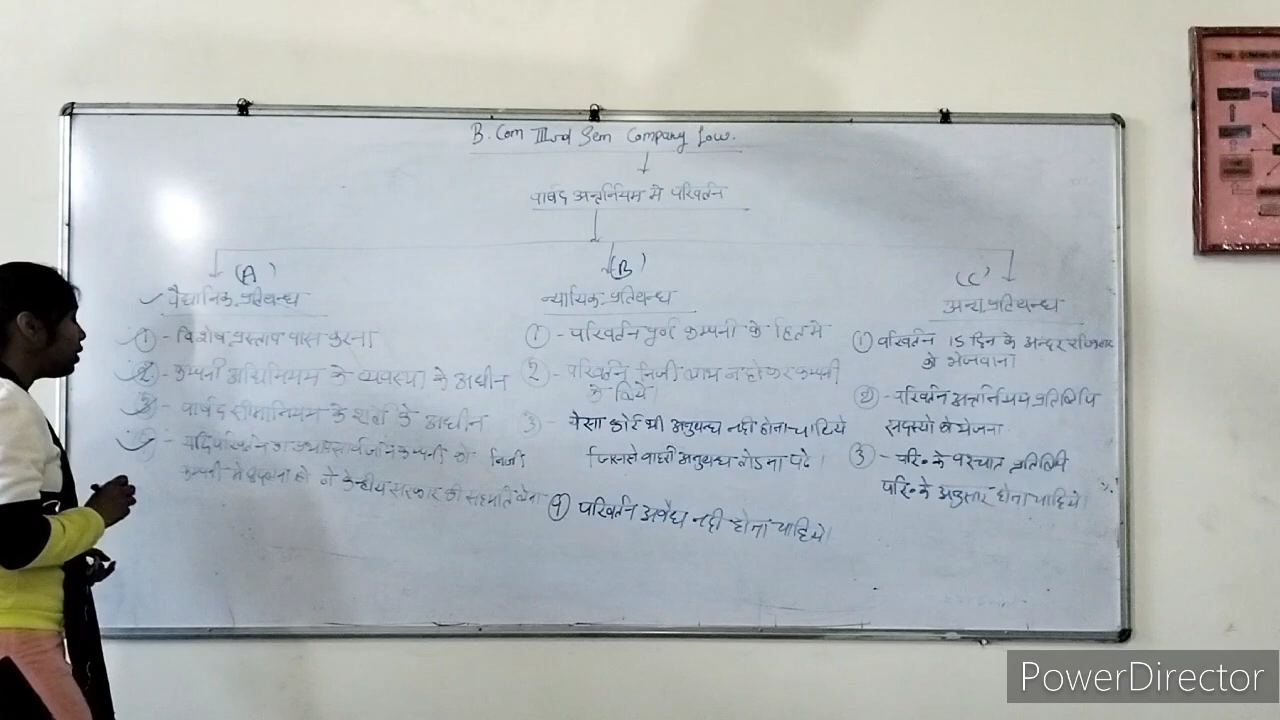 B. Com IIIrd Sem Company Law.
पार्षद अन्तर्नियम मे परिवर्तन
(A)
वैद्यानिक प्रतिबन्ध
① - विशेष प्रस्ताव पास करना
② - कम्पनी अधिनियम के व्यवस्था के अधीन
③ - पार्षद सीमानियम के शर्तो के अधीन
यदि परिवर्तन कम्पनी को निजी
कम्पनी मे बदलना हो तो केन्द्रीय सरकार की सहमति लेना
(B)
न्यायिक प्रतिबन्ध
① - परिवर्तन पूर्ण कम्पनी के हित मे
② - परिवर्तन निजी लाभ न होकर कम्पनी
के लिये
③ - ऐसा कोई भी अनुबन्ध नही होना चाहिये
जिससे बाहरी अनुबन्ध तोडना पडे।
④ परिवर्तन अवैध नही होना चाहिये।
(C)
अन्य प्रतिबन्ध
① परिवर्तन 15 दिन के अन्दर रजिस्ट्रार
को भेजवाना
② - परिवर्तन अन्तर्नियम प्रतिलिपि
सदस्यो को भेजना
③ - परि० के पश्चात प्रतिलिपी
परि० के अनुसार होना चाहिये।
PowerDirector